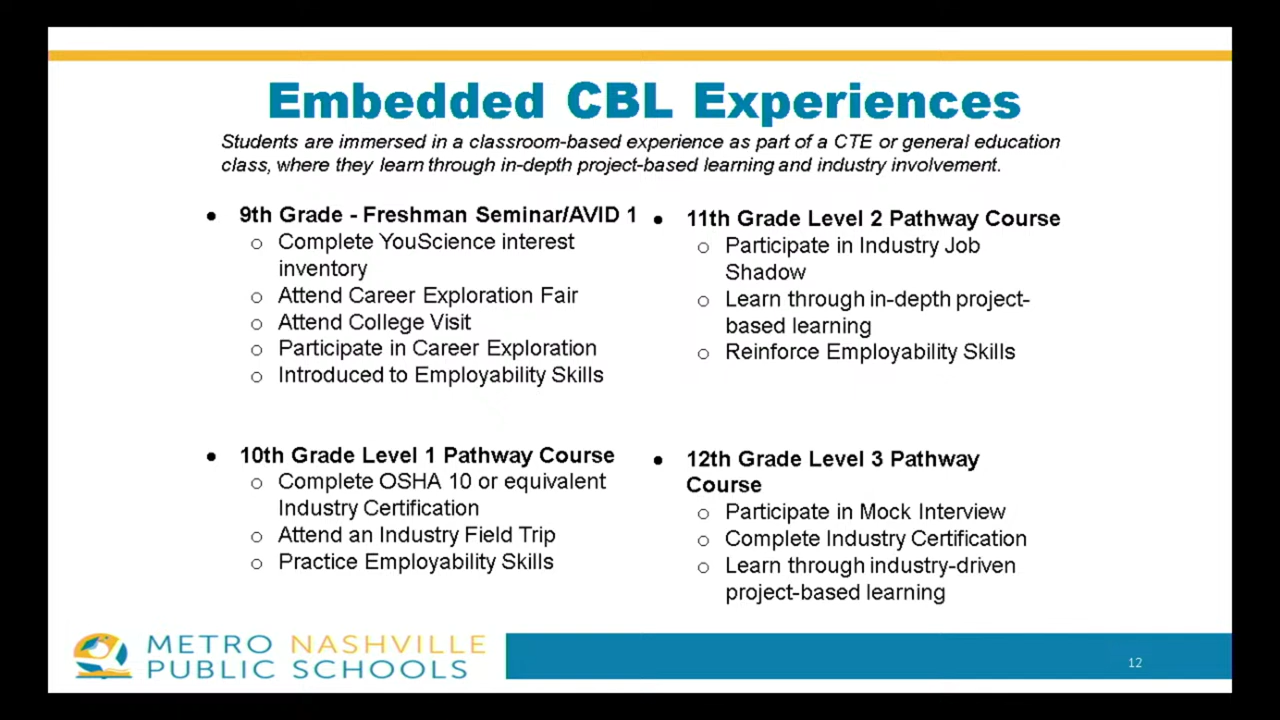 Embedded CBL Experiences
Students are immersed in a classroom-based experience as part of a CTE or general education
class, where they learn through in-depth project-based learning and industry involvement.
● 9th Grade - Freshman Seminar/AVID 1
○ Complete YouScience interest
inventory
○ Attend Career Exploration Fair
○ Attend College Visit
○ Participate in Career Exploration
○ Introduced to Employability Skills
● 10th Grade Level 1 Pathway Course
○ Complete OSHA 10 or equivalent
Industry Certification
○ Attend an Industry Field Trip
○ Practice Employability Skills
● 11th Grade Level 2 Pathway Course
○ Participate in Industry Job
Shadow
○ Learn through in-depth project-
based learning
○ Reinforce Employability Skills
● 12th Grade Level 3 Pathway
Course
○ Participate in Mock Interview
○ Complete Industry Certification
○ Learn through industry-driven
project-based learning
METRO NASHVILLE
PUBLIC SCHOOLS
12